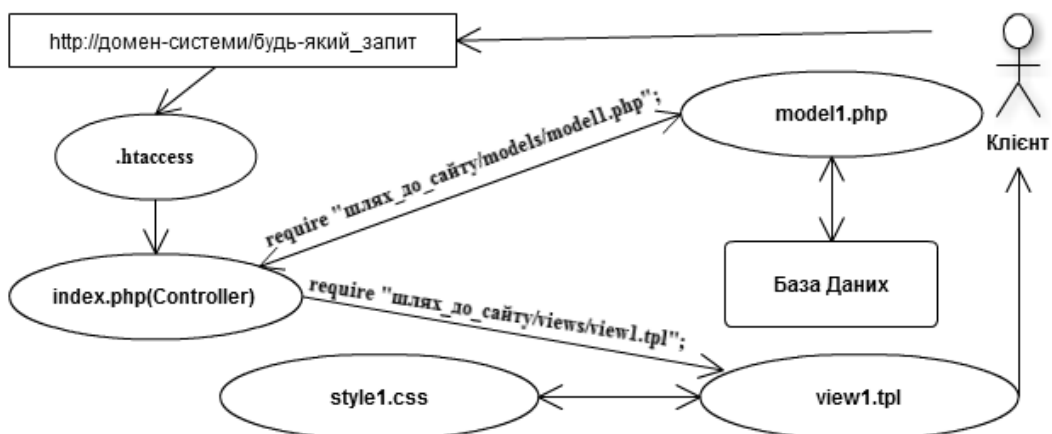 http://домен-системи/будь-який_запит
.htaccess
require "шлях_до_сайту/models/model1.php";
model1.php
Клієнт
index.php(Controller)
require "шлях_до_сайту/views/view1.tpl";
База Даних
style1.css
view1.tpl